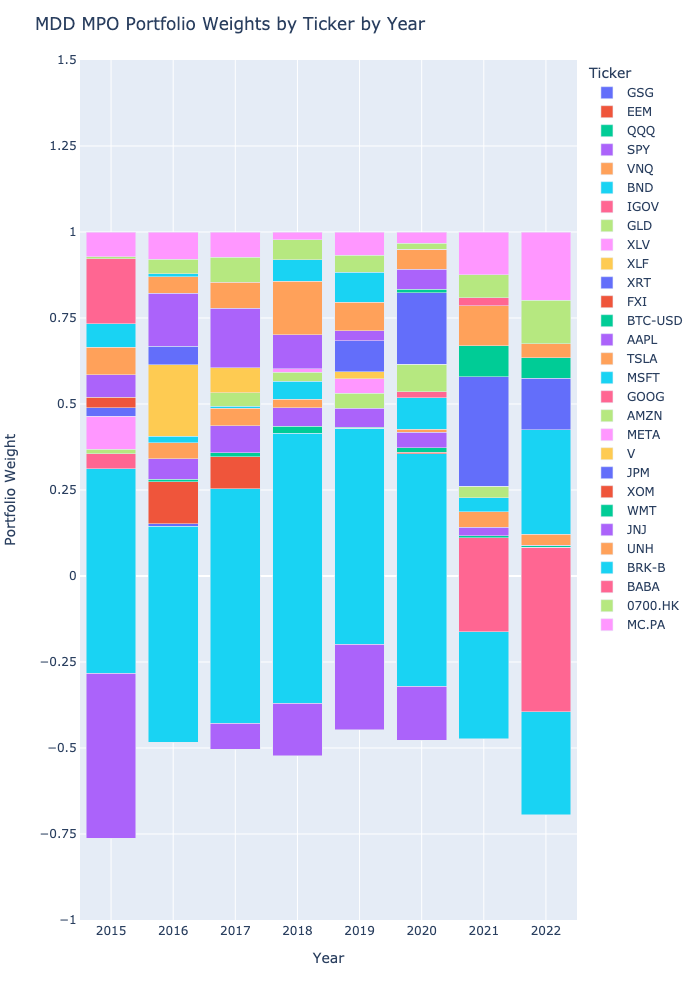 MDD MPO Portfolio Weights by Ticker by Year
Portfolio Weight
1.5
1.25
1
0.75
0.5
0.25
0
−0.25
−0.5
−0.75
−1
2015
2016
2017
2018
2019
2020
2021
2022
Year
Ticker
GSG
EEM
QQQ
SPY
VNQ
BND
IGOV
GLD
XLV
XLF
XRT
FXI
BTC-USD
AAPL
TSLA
MSFT
GOOG
AMZN
META
V
JPM
XOM
WMT
JNJ
UNH
BRK-B
BABA
0700.HK
MC.PA